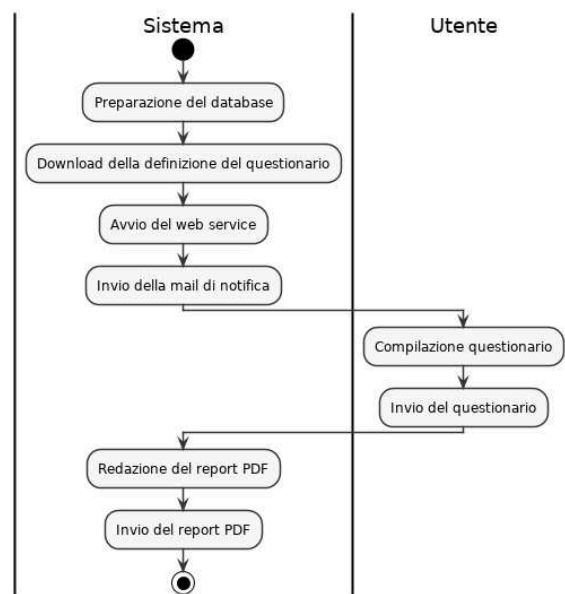 Sistema
Utente
Preparazione del database
Download della definizione del questionario
Avvio del web service
Invio della mail di notifica
Compilazione questionario
Invio del questionario
Redazione del report PDF
Invio del report PDF